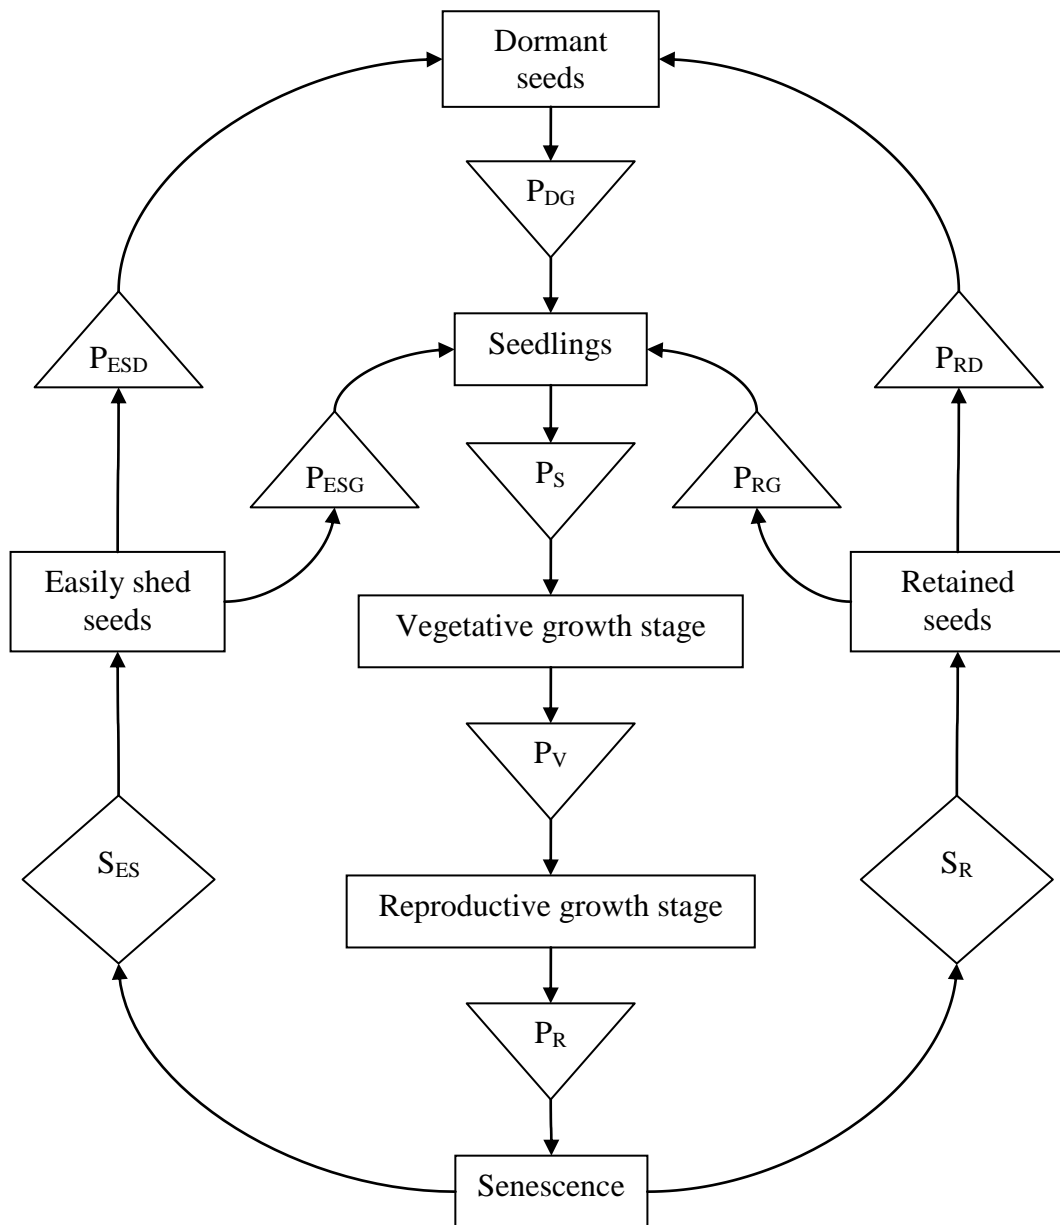 Dormant
seeds
P_DG
Seedlings
P_ESD
P_RD
P_ESG
P_S
P_RG
Easily shed
seeds
Vegetative growth stage
Retained
seeds
P_V
S_ES
S_R
Reproductive growth stage
P_R
Senescence